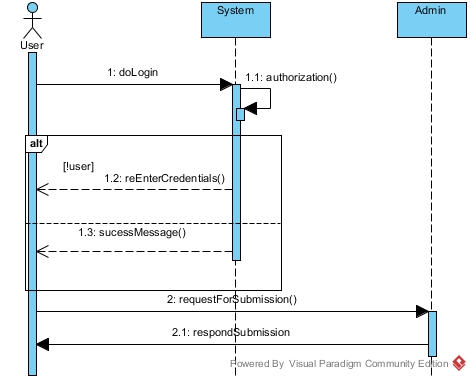 System
Admin
User
1: doLogin
1.1: authorization()
alt
[!user]
1.2: reEnterCredentials()
1.3: sucessMessage()
2: requestForSubmission()
2.1: respondSubmission
Powered By Visual Paradigm Community Edition